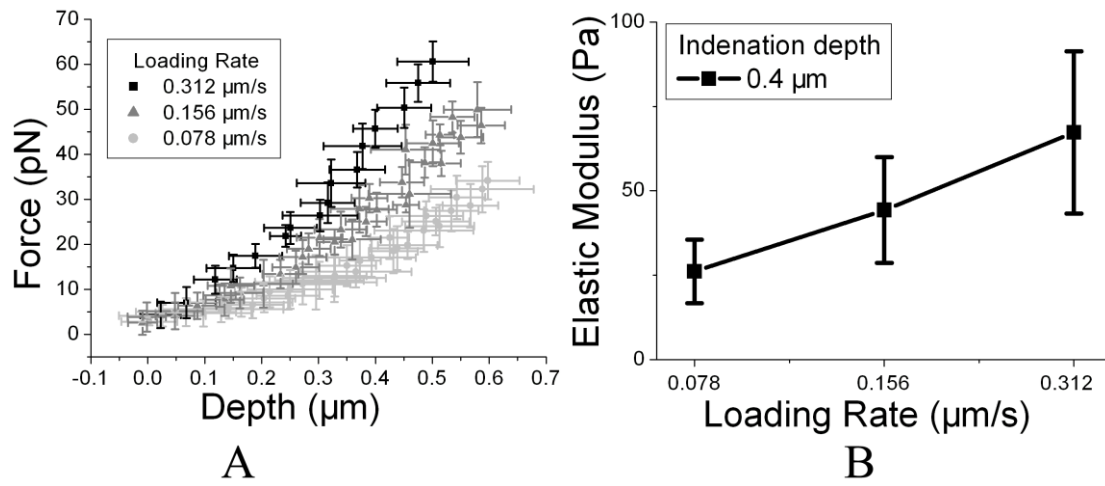 70
60
50
40
30
20
10
0
Force (pN)
Loading Rate
0.312 µm/s
0.156 µm/s
0.078 µm/s
-0.1 0.0 0.1 0.2 0.3 0.4 0.5 0.6 0.7
Depth (µm)
A
100
50
0
Elastic Modulus (Pa)
Indenation depth
0.4 µm
0.078 0.156 0.312
Loading Rate (µm/s)
B